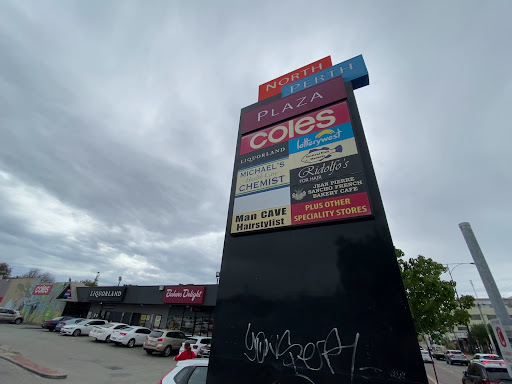 NORTH
PERTH
PLAZA
coles
LIQUORLAND
lotterywest
MICHAEL'S
CHEMIST
Ridolfo's
FOR HAIR
JEAN PIERRE
SANCHO FRENCH
BAKERY CAFE
Man CAVE
Hairstylist
PLUS OTHER
SPECIALITY STORES
coles
LIQUORLAND
Bakers Delight